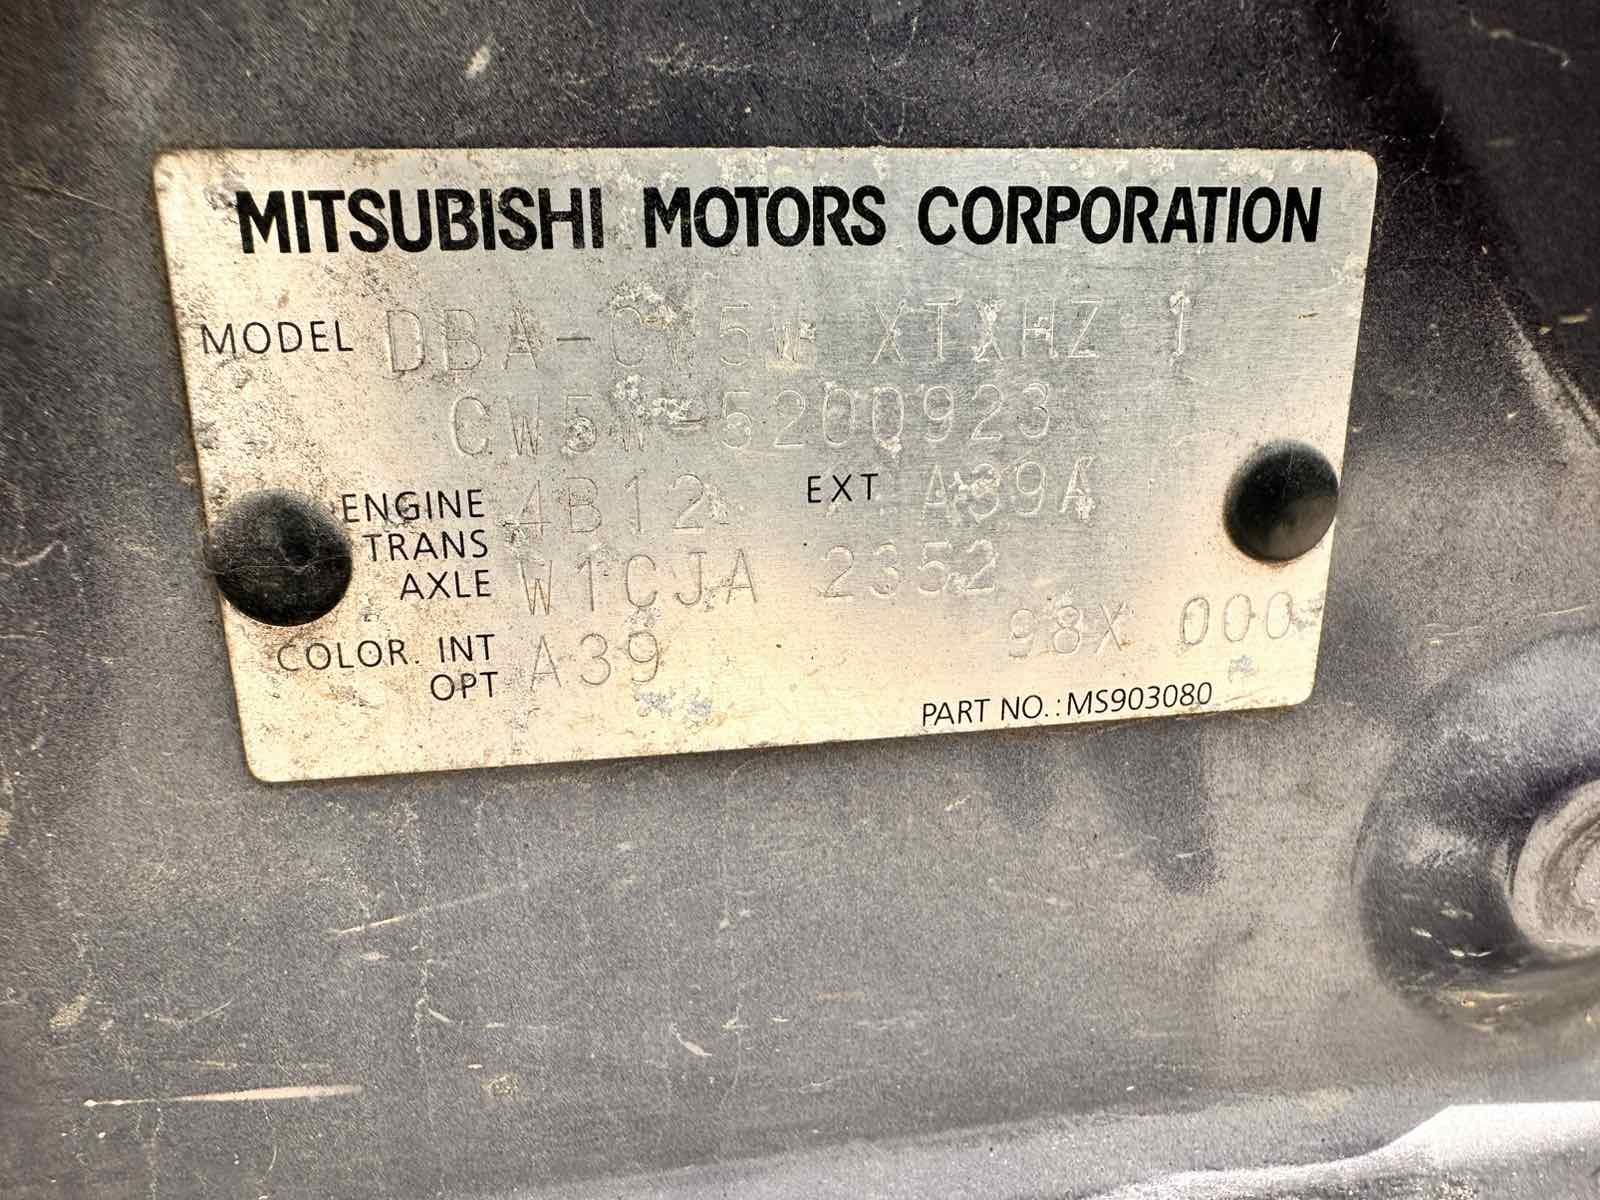 MITSUBISHI MOTORS CORPORATION
MODEL DBA-CW5W XTXHZ 1
CW5W-5200923
ENGINE 4B12 EXT A39A
TRANS
AXLE W1CJA 2352
COLOR. INT A39 98X 000
OPT
PART NO.:MS903080